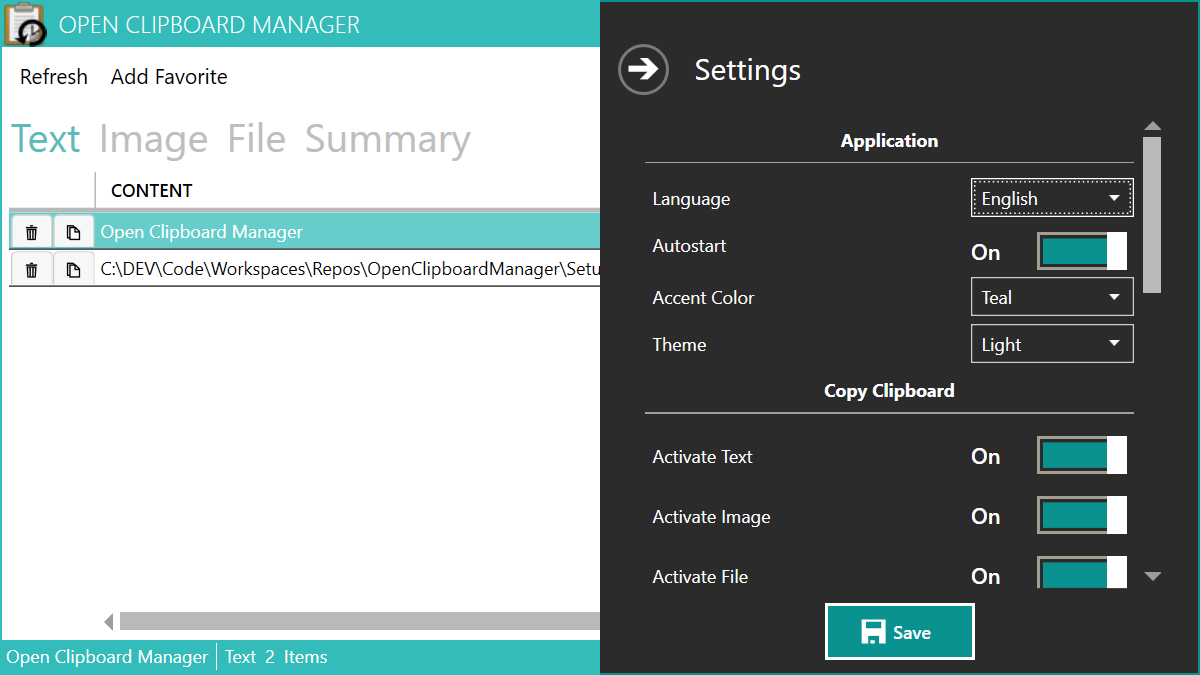 OPEN CLIPBOARD MANAGER
Refresh Add Favorite
Text Image File Summary
CONTENT
Open Clipboard Manager
C:\DEV\Code\Workspaces\Repos\OpenClipboardManager\Setu
Open Clipboard Manager Text 2 Items
Settings
Application
Language English
Autostart On
Accent Color Teal
Theme Light
Copy Clipboard
Activate Text On
Activate Image On
Activate File On
Save